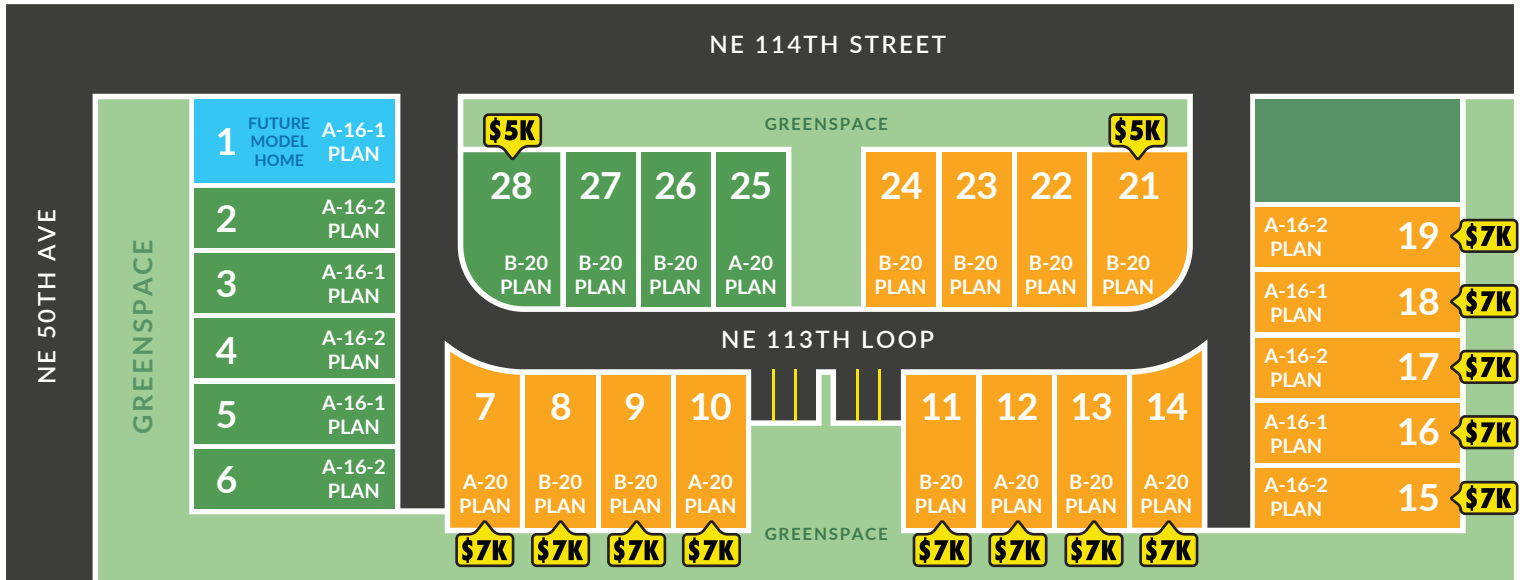 NE 114TH STREET
NE 50TH AVE
GREENSPACE
1
FUTURE
MODEL
HOME
A-16-1
PLAN
2
A-16-2
PLAN
3
A-16-1
PLAN
4
A-16-2
PLAN
5
A-16-1
PLAN
6
A-16-2
PLAN
GREENSPACE
$5K
28
B-20
PLAN
27
B-20
PLAN
26
B-20
PLAN
25
A-20
PLAN
24
B-20
PLAN
23
B-20
PLAN
22
B-20
PLAN
$5K
21
B-20
PLAN
NE 113TH LOOP
7
A-20
PLAN
$7K
8
B-20
PLAN
$7K
9
B-20
PLAN
$7K
10
A-20
PLAN
$7K
GREENSPACE
11
B-20
PLAN
$7K
12
A-20
PLAN
$7K
13
B-20
PLAN
$7K
14
A-20
PLAN
$7K
A-16-2
PLAN
19
$7K
A-16-1
PLAN
18
$7K
A-16-2
PLAN
17
$7K
A-16-1
PLAN
16
$7K
A-16-2
PLAN
15
$7K